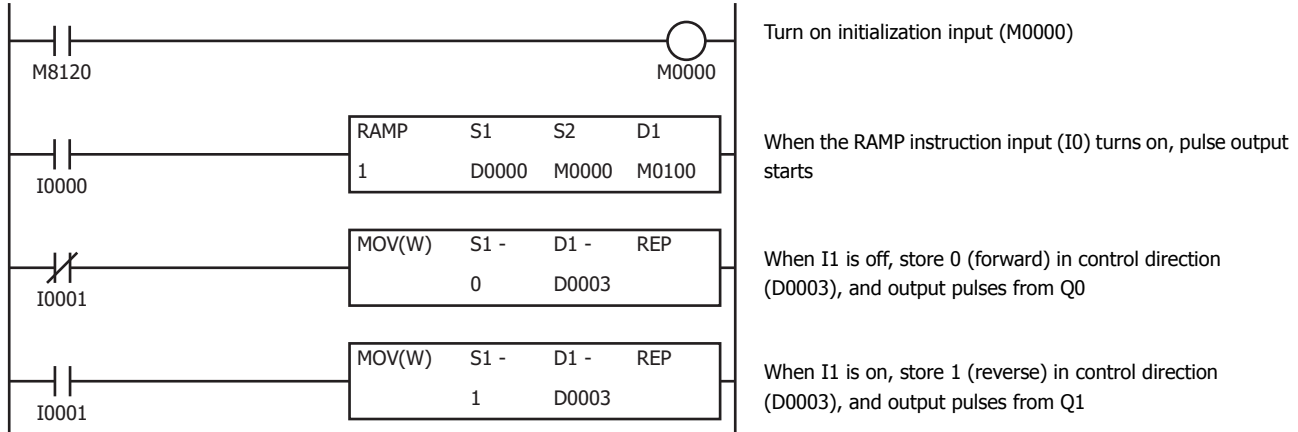 M8120
M0000
Turn on initialization input (M0000)
RAMP S1 S2 D1
1 D0000 M0000 M0100
I0000
When the RAMP instruction input (I0) turns on, pulse output
starts
MOV(W) S1 - D1 - REP
0 D0003
I0001
When I1 is off, store 0 (forward) in control direction
(D0003), and output pulses from Q0
MOV(W) S1 - D1 - REP
1 D0003
I0001
When I1 is on, store 1 (reverse) in control direction
(D0003), and output pulses from Q1